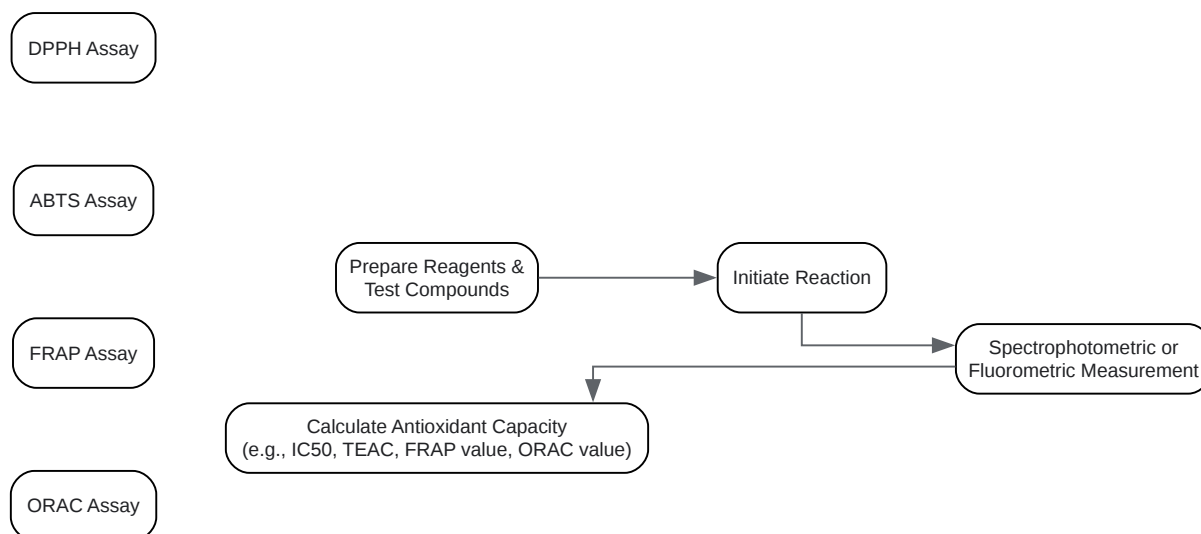 DPPH Assay
ABTS Assay
Prepare Reagents &
Test Compounds
Initiate Reaction
FRAP Assay
Spectrophotometric or
Fluorometric Measurement
Calculate Antioxidant Capacity
(e.g., IC50, TEAC, FRAP value, ORAC value)
ORAC Assay